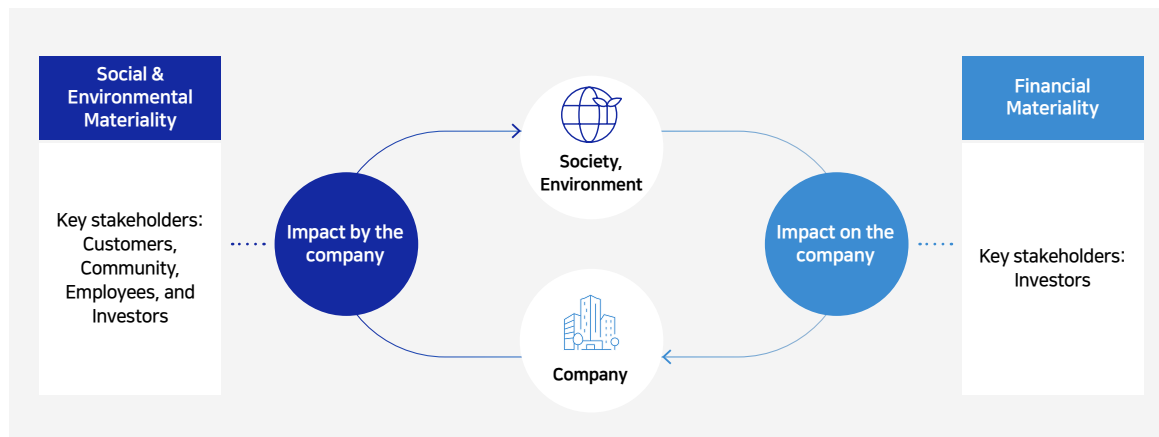 Social &
Environmental
Materiality
Key stakeholders:
Customers,
Community,
Employees, and
Investors
Impact by the
company
Society,
Environment
Company
Impact on the
company
Financial
Materiality
Key stakeholders:
Investors